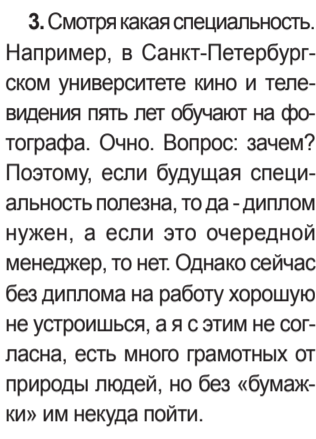 3. Смотря какая специальность.
Например, в Санкт-Петербург-
ском университете кино и теле-
видения пять лет обучают на фо-
тографа. Очно. Вопрос: зачем?
Поэтому, если будущая специ-
альность полезна, то да - диплом
нужен, а если это очередной
менеджер, то нет. Однако сейчас
без диплома на работу хорошую
не устроишься, а я с этим не сог-
ласна, есть много грамотных от
природы людей, но без «бумаж-
ки» им некуда пойти.